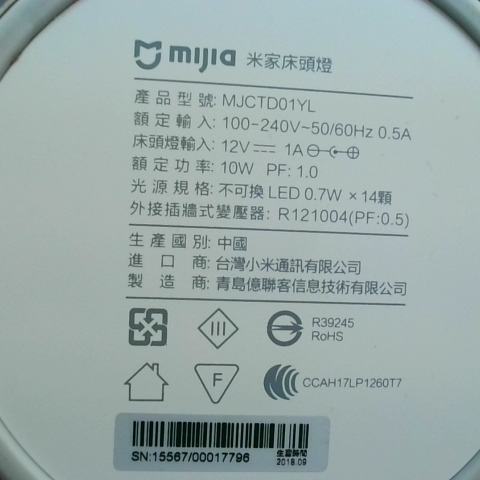 mijia 米家床頭燈
產品型號: MJCTD01YL
額定輸入: 100-240V~50/60Hz 0.5A
床頭燈輸入: 12V⎓ 1A
額定功率: 10W PF: 1.0
光源規格: 不可換 LED 0.7W ×14顆
外接插牆式變壓器: R121004(PF:0.5)
生產國別: 中國
進口商: 台灣小米通訊有限公司
製造商: 青島億聯客信息技術有限公司
III
R39245
RoHS
F
CCAH17LP1260T7
SN:15567/00017796
生產時間
2018.09